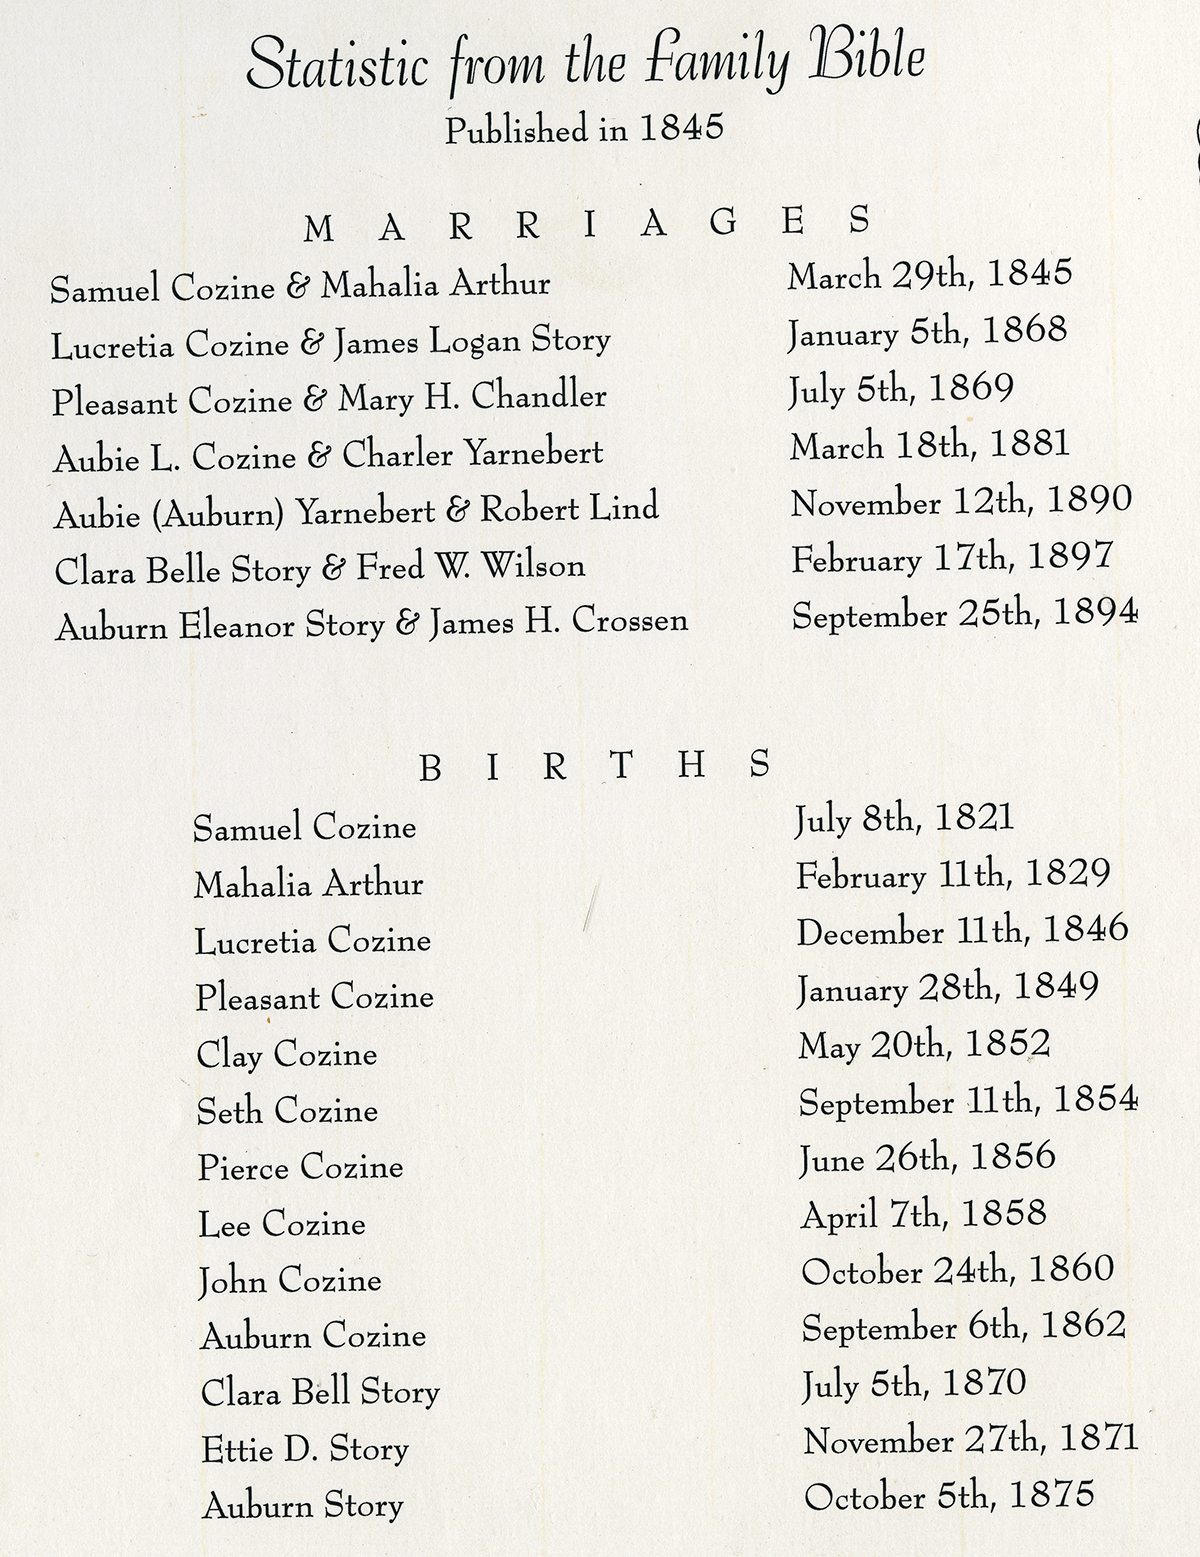 Statistic from the Family Bible
Published in 1845
MARRIAGES
Samuel Cozine & Mahalia Arthur March 29th, 1845
Lucretia Cozine & James Logan Story January 5th, 1868
Pleasant Cozine & Mary H. Chandler July 5th, 1869
Aubie L. Cozine & Charler Yarnebert March 18th, 1881
Aubie (Auburn) Yarnebert & Robert Lind November 12th, 1890
Clara Belle Story & Fred W. Wilson February 17th, 1897
Auburn Eleanor Story & James H. Crossen September 25th, 1894
BIRTHS
Samuel Cozine July 8th, 1821
Mahalia Arthur February 11th, 1829
Lucretia Cozine December 11th, 1846
Pleasant Cozine January 28th, 1849
Clay Cozine May 20th, 1852
Seth Cozine September 11th, 1854
Pierce Cozine June 26th, 1856
Lee Cozine April 7th, 1858
John Cozine October 24th, 1860
Auburn Cozine September 6th, 1862
Clara Bell Story July 5th, 1870
Ettie D. Story November 27th, 1871
Auburn Story October 5th, 1875